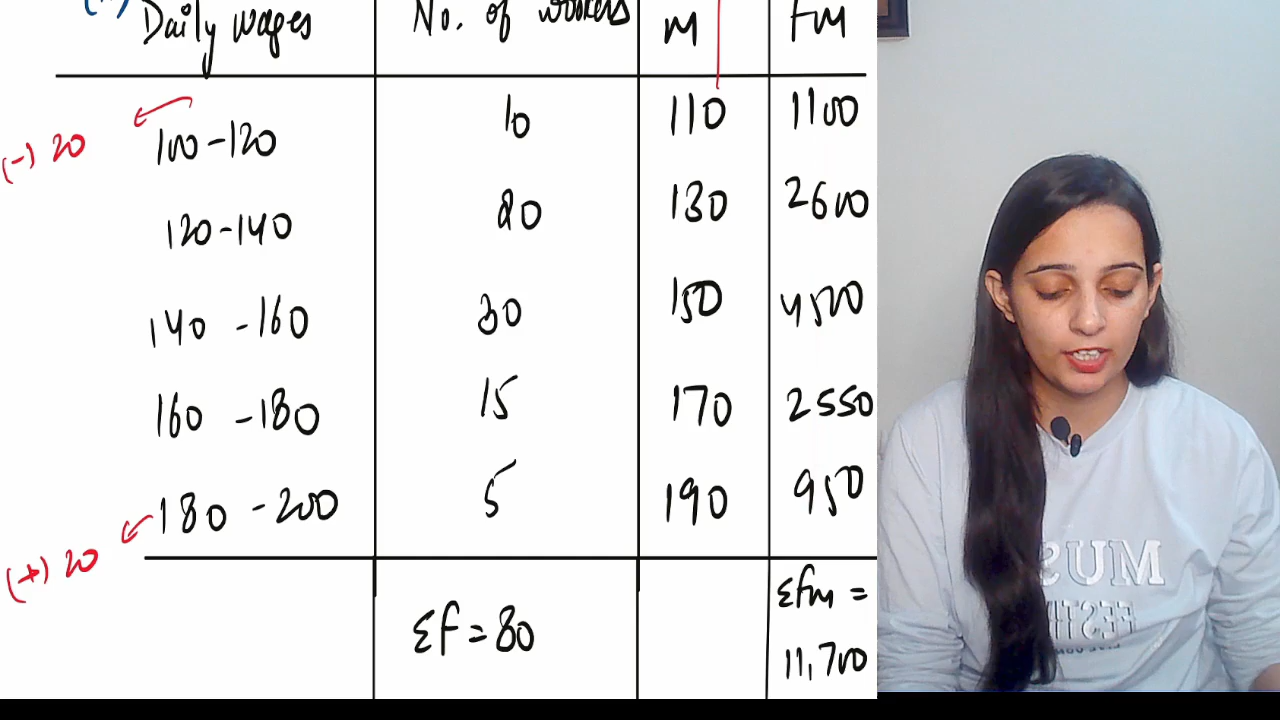 Daily wages No. of workers m fm
(-) 20 100 - 120 10 110 1100
120 - 140 20 130 2600
140 - 160 30 150 4500
160 - 180 15 170 2550
180 - 200 5 190 950
(+) 20
Σf = 80 Σfm =
11,700
MUS